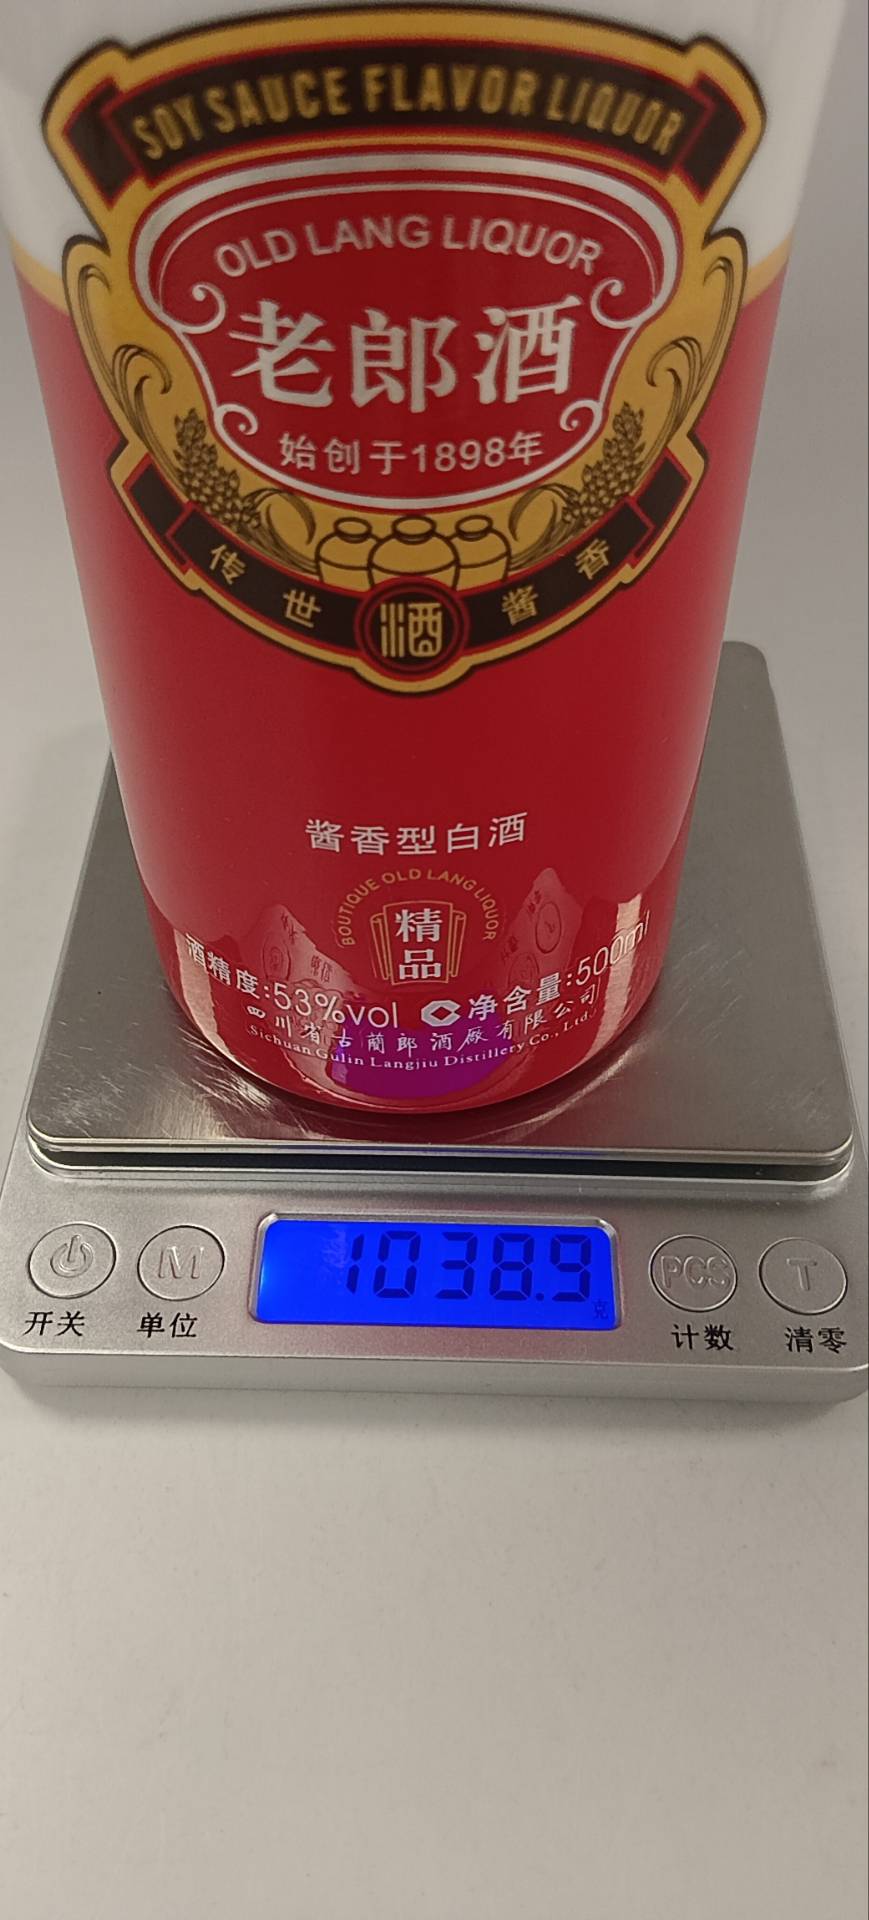 SOY SAUCE FLAVOR LIQUOR
OLD LANG LIQUOR
老郎酒
始创于1898年
传世酱香
酒
酱香型白酒
BOUTIQUE OLD LANG LIQUOR
精品
酒精度:53%vol 净含量:500ml
四川省古蔺郎酒厰有限公司
Sichuan Gulin Langjiu Distillery Co., Ltd.
1038.9
克
M PCS T
开关 单位 计数 清零